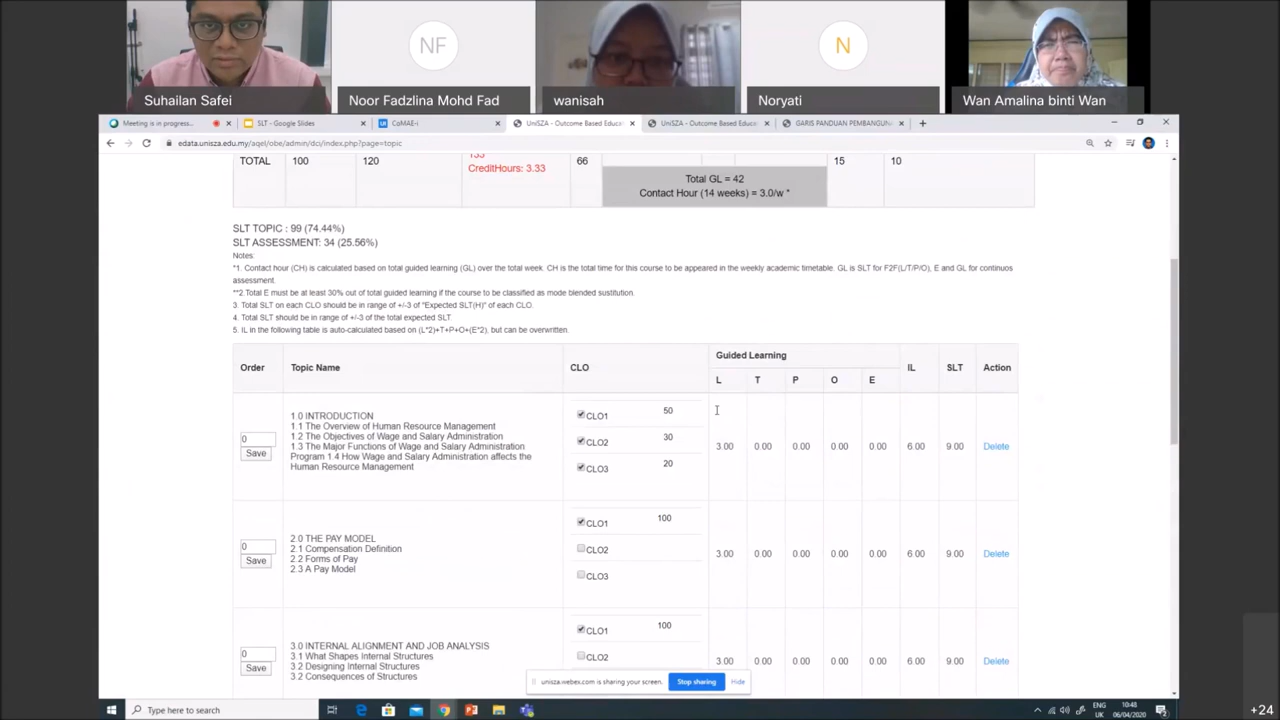 NF
N
Suhailan Safei
Noor Fadzlina Mohd Fad
wanisah
Noryati
Wan Amalina binti Wan
Meeting is in progress...
SLT - Google Slides
CoMAE-i
UniSZA - Outcome Based Educa
UniSZA - Outcome Based Educa
GARIS PANDUAN PEMBANGUN
edata.unisza.edu.my/aqel/obe/admin/dci/index.php?page=topic
TOTAL 100 120 133 66 15 10
CreditHours: 3.33
Total GL = 42
Contact Hour (14 weeks) = 3.0/w *
SLT TOPIC : 99 (74.44%)
SLT ASSESSMENT: 34 (25.56%)
Notes:
*1. Contact hour (CH) is calculated based on total guided learning (GL) over the total week. CH is the total time for this course to be appeared in the weekly academic timetable. GL is SLT for F2F(L/T/P/O), E and GL for continuos
assessment.
**2.Total E must be at least 30% out of total guided learning if the course to be classified as mode blended sustitution.
3. Total SLT on each CLO should be in range of +/-3 of "Expected SLT(H)" of each CLO.
4. Total SLT should be in range of +/-3 of the total expected SLT.
5. IL in the following table is auto-calculated based on (L*2)+T+P+O+(E*2), but can be overwritten.
Order Topic Name CLO Guided Learning IL SLT Action
L T P O E
0
Save
1.0 INTRODUCTION
1.1 The Overview of Human Resource Management
1.2 The Objectives of Wage and Salary Administration
1.3 The Major Functions of Wage and Salary Administration
Program 1.4 How Wage and Salary Administration affects the
Human Resource Management
CLO1 50
CLO2 30
CLO3 20
3.00 0.00 0.00 0.00 0.00 6.00 9.00 Delete
0
Save
2.0 THE PAY MODEL
2.1 Compensation Definition
2.2 Forms of Pay
2.3 A Pay Model
CLO1 100
CLO2
CLO3
3.00 0.00 0.00 0.00 0.00 6.00 9.00 Delete
0
Save
3.0 INTERNAL ALIGNMENT AND JOB ANALYSIS
3.1 What Shapes Internal Structures
3.2 Designing Internal Structures
3.2 Consequences of Structures
CLO1 100
CLO2
3.00 0.00 0.00 0.00 0.00 6.00 9.00 Delete
unisza.webex.com is sharing your screen.
Stop sharing
Hide
Type here to search
ENG
UK
10:48
06/04/2020
2
+24